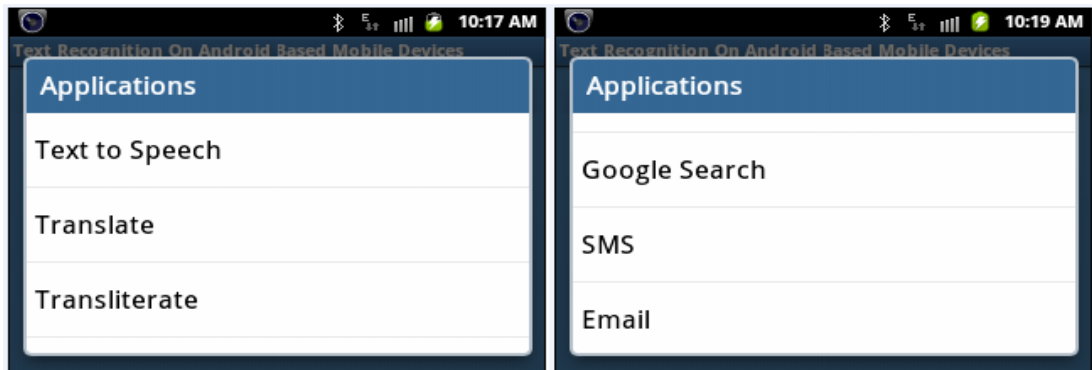 10:17 AM
Text Recognition On Android Based Mobile Devices
Applications
Text to Speech
Translate
Transliterate
10:19 AM
Text Recognition On Android Based Mobile Devices
Applications
Google Search
SMS
Email